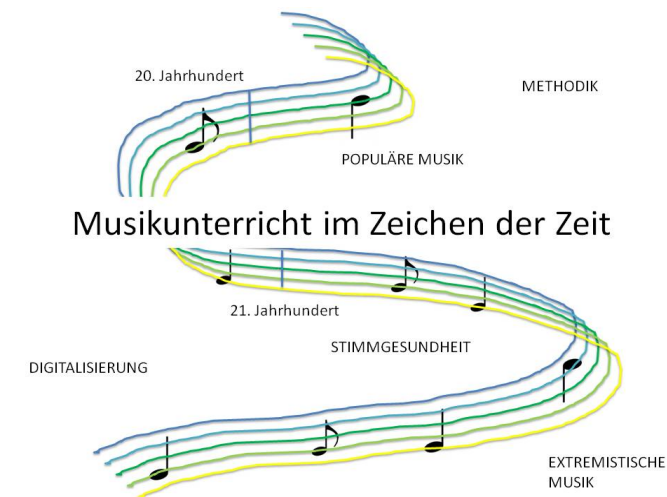 20. Jahrhundert
METHODIK
POPULÄRE MUSIK
Musikunterricht im Zeichen der Zeit
21. Jahrhundert
STIMMGESUNDHEIT
DIGITALISIERUNG
EXTREMISTISCHE
MUSIK